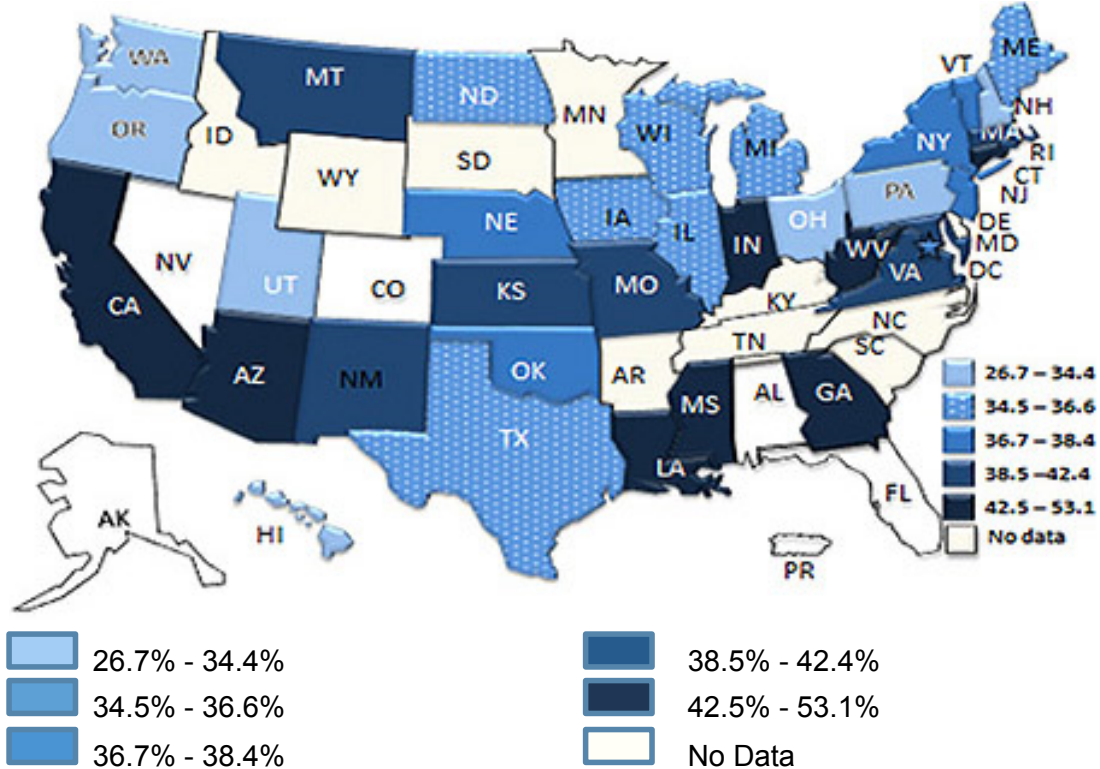 WA
MT
ND
MN
VT
ME
OR
ID
SD
WI
MI
NY
NH
MA
RI
CT
NJ
WY
NE
IA
IL
IN
OH
PA
DE
MD
DC
NV
UT
CO
KS
MO
WV
VA
KY
CA
AZ
NM
OK
AR
TN
NC
SC
TX
LA
MS
AL
GA
FL
AK
HI
PR
26.7 – 34.4
34.5 – 36.6
36.7 – 38.4
38.5 –42.4
42.5 – 53.1
No data
26.7% - 34.4%
34.5% - 36.6%
36.7% - 38.4%
38.5% - 42.4%
42.5% - 53.1%
No Data